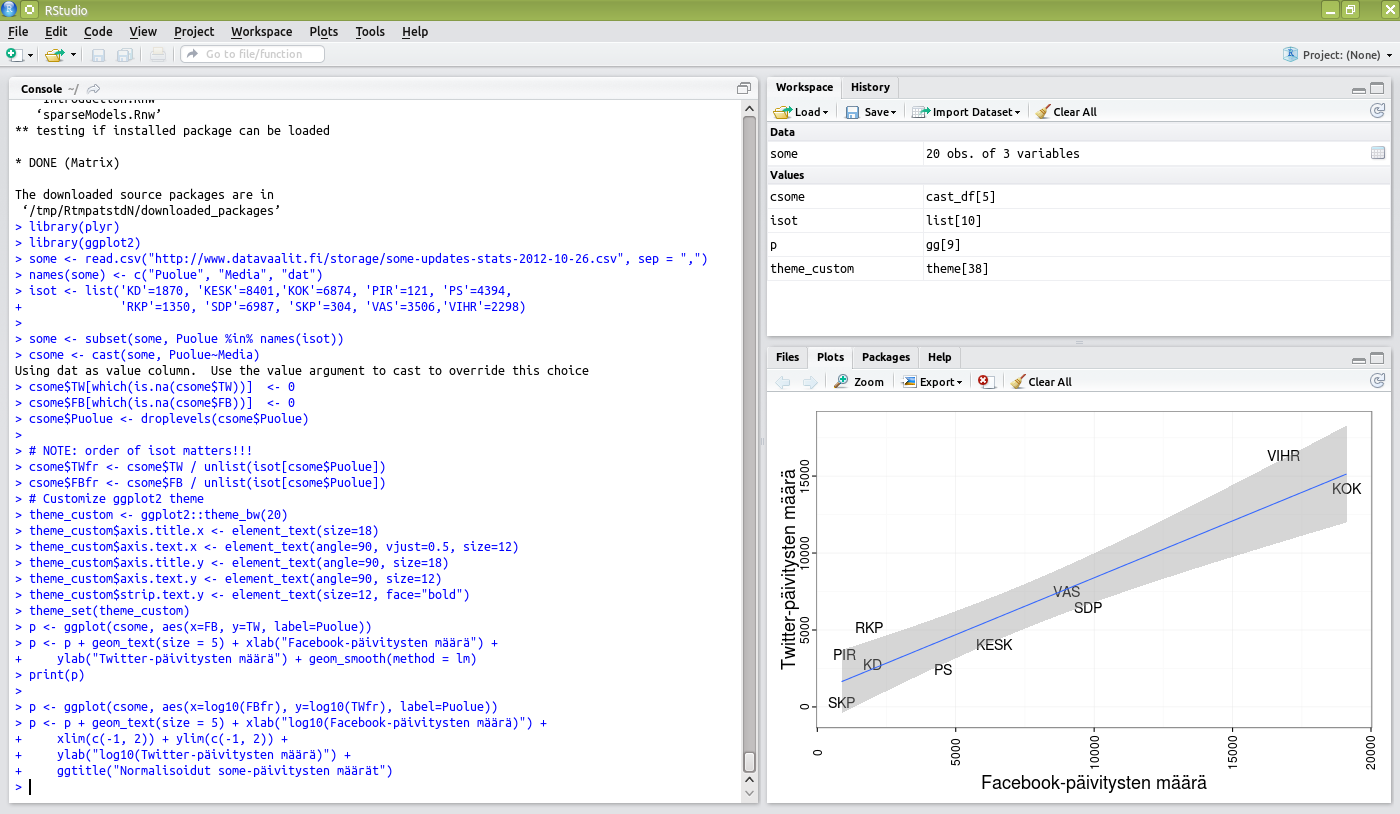 RStudio
File Edit Code View Project Workspace Plots Tools Help
Go to file/function
Project: (None)
Console ~/
‘introduction.Rnw’
‘sparseModels.Rnw’
** testing if installed package can be loaded
* DONE (Matrix)
The downloaded source packages are in
‘/tmp/RtmpatstdN/downloaded_packages’
> library(plyr)
> library(ggplot2)
> some <- read.csv("http://www.datavaalit.fi/storage/some-updates-stats-2012-10-26.csv", sep = ",")
> names(some) <- c("Puolue", "Media", "dat")
> isot <- list('KD'=1870, 'KESK'=8401,'KOK'=6874, 'PIR'=121, 'PS'=4394,
+              'RKP'=1350, 'SDP'=6987, 'SKP'=304, 'VAS'=3506,'VIHR'=2298)
>
> some <- subset(some, Puolue %in% names(isot))
> csome <- cast(some, Puolue~Media)
Using dat as value column.  Use the value argument to cast to override this choice
> csome$TW[which(is.na(csome$TW))]  <- 0
> csome$FB[which(is.na(csome$FB))]  <- 0
> csome$Puolue <- droplevels(csome$Puolue)
>
> # NOTE: order of isot matters!!!
> csome$TWfr <- csome$TW / unlist(isot[csome$Puolue])
> csome$FBfr <- csome$FB / unlist(isot[csome$Puolue])
> # Customize ggplot2 theme
> theme_custom <- ggplot2::theme_bw(20)
> theme_custom$axis.title.x <- element_text(size=18)
> theme_custom$axis.text.x <- element_text(angle=90, vjust=0.5, size=12)
> theme_custom$axis.title.y <- element_text(angle=90, size=18)
> theme_custom$axis.text.y <- element_text(angle=90, size=12)
> theme_custom$strip.text.y <- element_text(size=12, face="bold")
> theme_set(theme_custom)
> p <- ggplot(csome, aes(x=FB, y=TW, label=Puolue))
> p <- p + geom_text(size = 5) + xlab("Facebook-päivitysten määrä") +
+     ylab("Twitter-päivitysten määrä") + geom_smooth(method = lm)
> print(p)
>
> p <- ggplot(csome, aes(x=log10(FBfr), y=log10(TWfr), label=Puolue))
> p <- p + geom_text(size = 5) + xlab("log10(Facebook-päivitysten määrä)") +
+     xlim(c(-1, 2)) + ylim(c(-1, 2)) +
+     ylab("log10(Twitter-päivitysten määrä)") +
+     ggtitle("Normalisoidut some-päivitysten määrät")
>
Workspace History
Load Save Import Dataset Clear All
Data
some 20 obs. of 3 variables
Values
csome cast_df[5]
isot list[10]
p gg[9]
theme_custom theme[38]
Files Plots Packages Help
Zoom Export Clear All
Twitter-päivitysten määrä
15000
10000
5000
0
VIHR
KOK
VAS
SDP
RKP
KESK
PIR
KD
PS
SKP
0 5000 10000 15000 20000
Facebook-päivitysten määrä